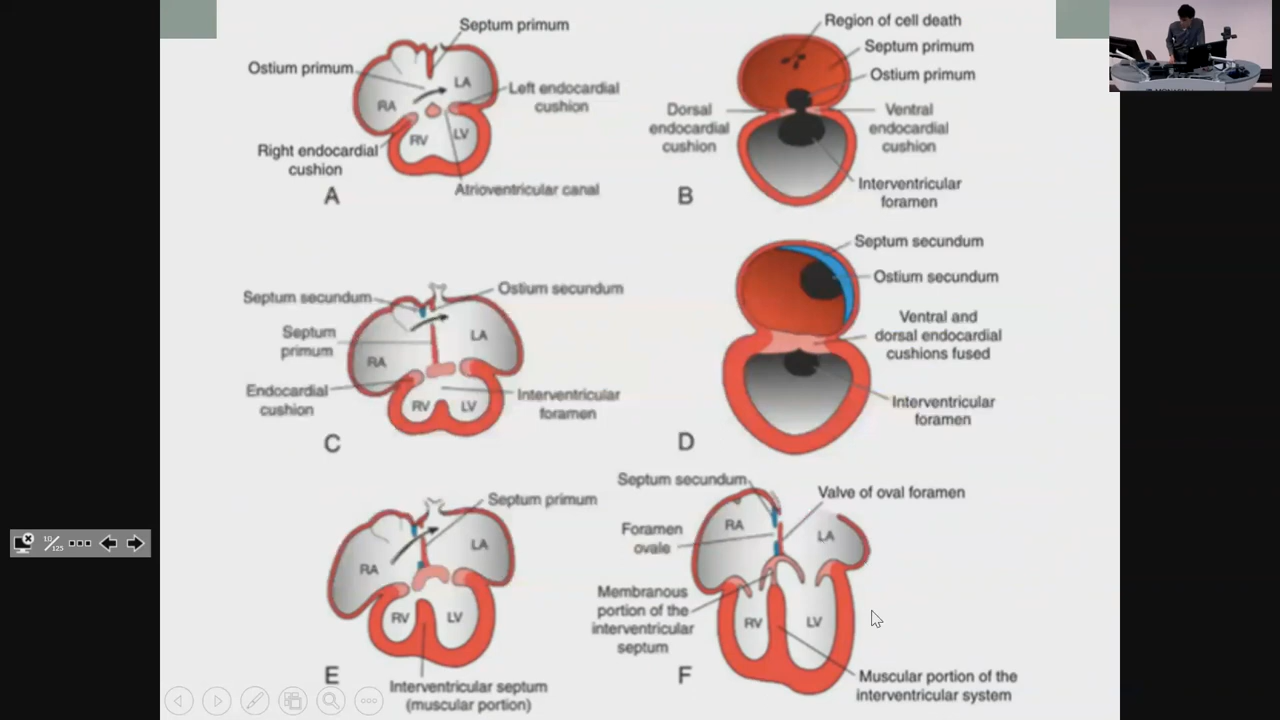 Septum primum
Ostium primum
LA
Left endocardial
cushion
RA
RV
LV
Right endocardial
cushion
Atrioventricular canal
A
Region of cell death
Septum primum
Ostium primum
Dorsal
endocardial
cushion
Ventral
endocardial
cushion
Interventricular
foramen
B
Septum secundum
Ostium secundum
Septum
primum
LA
RA
Endocardial
cushion
RV
LV
Interventricular
foramen
C
Septum secundum
Ostium secundum
Ventral and
dorsal endocardial
cushions fused
Interventricular
foramen
D
Septum primum
LA
RA
RV
LV
E
Interventricular septum
(muscular portion)
Septum secundum
Valve of oval foramen
RA
Foramen
ovale
LA
Membranous
portion of the
interventricular
septum
RV
LV
F
Muscular portion of the
interventricular system
10/125